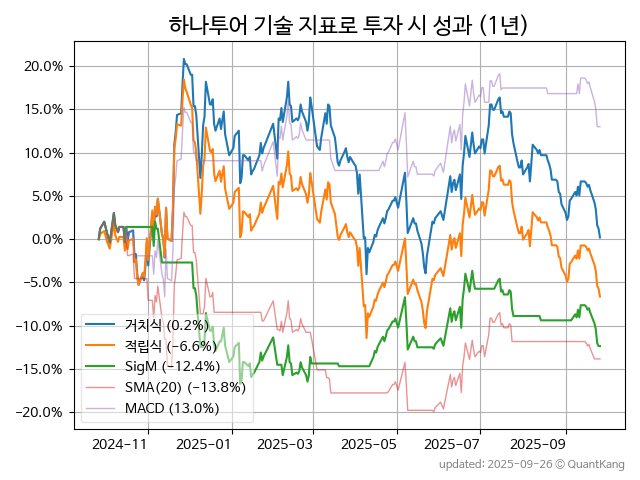 하나투어 기술 지표로 투자 시 성과 (1년)
20.0%
15.0%
10.0%
5.0%
0.0%
−5.0%
−10.0%
−15.0%
−20.0%
거치식 (0.2%)
적립식 (−6.6%)
SigM (−12.4%)
SMA(20) (−13.8%)
MACD (13.0%)
2024-11 2025-01 2025-03 2025-05 2025-07 2025-09
updated: 2025-09-26 © QuantKang